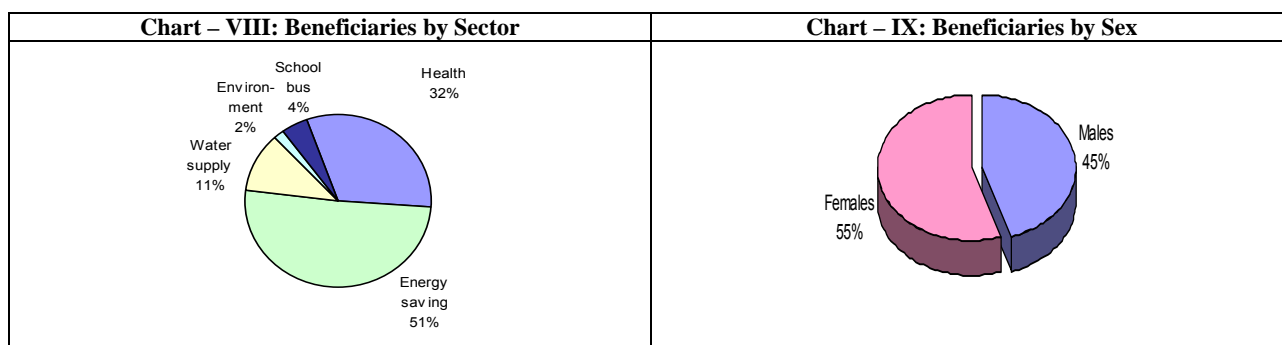 Chart – VIII: Beneficiaries by Sector
Chart – IX: Beneficiaries by Sex
School
bus
4%
Environ-
ment
2%
Health
32%
Water
supply
11%
Energy
saving
51%
Males
45%
Females
55%